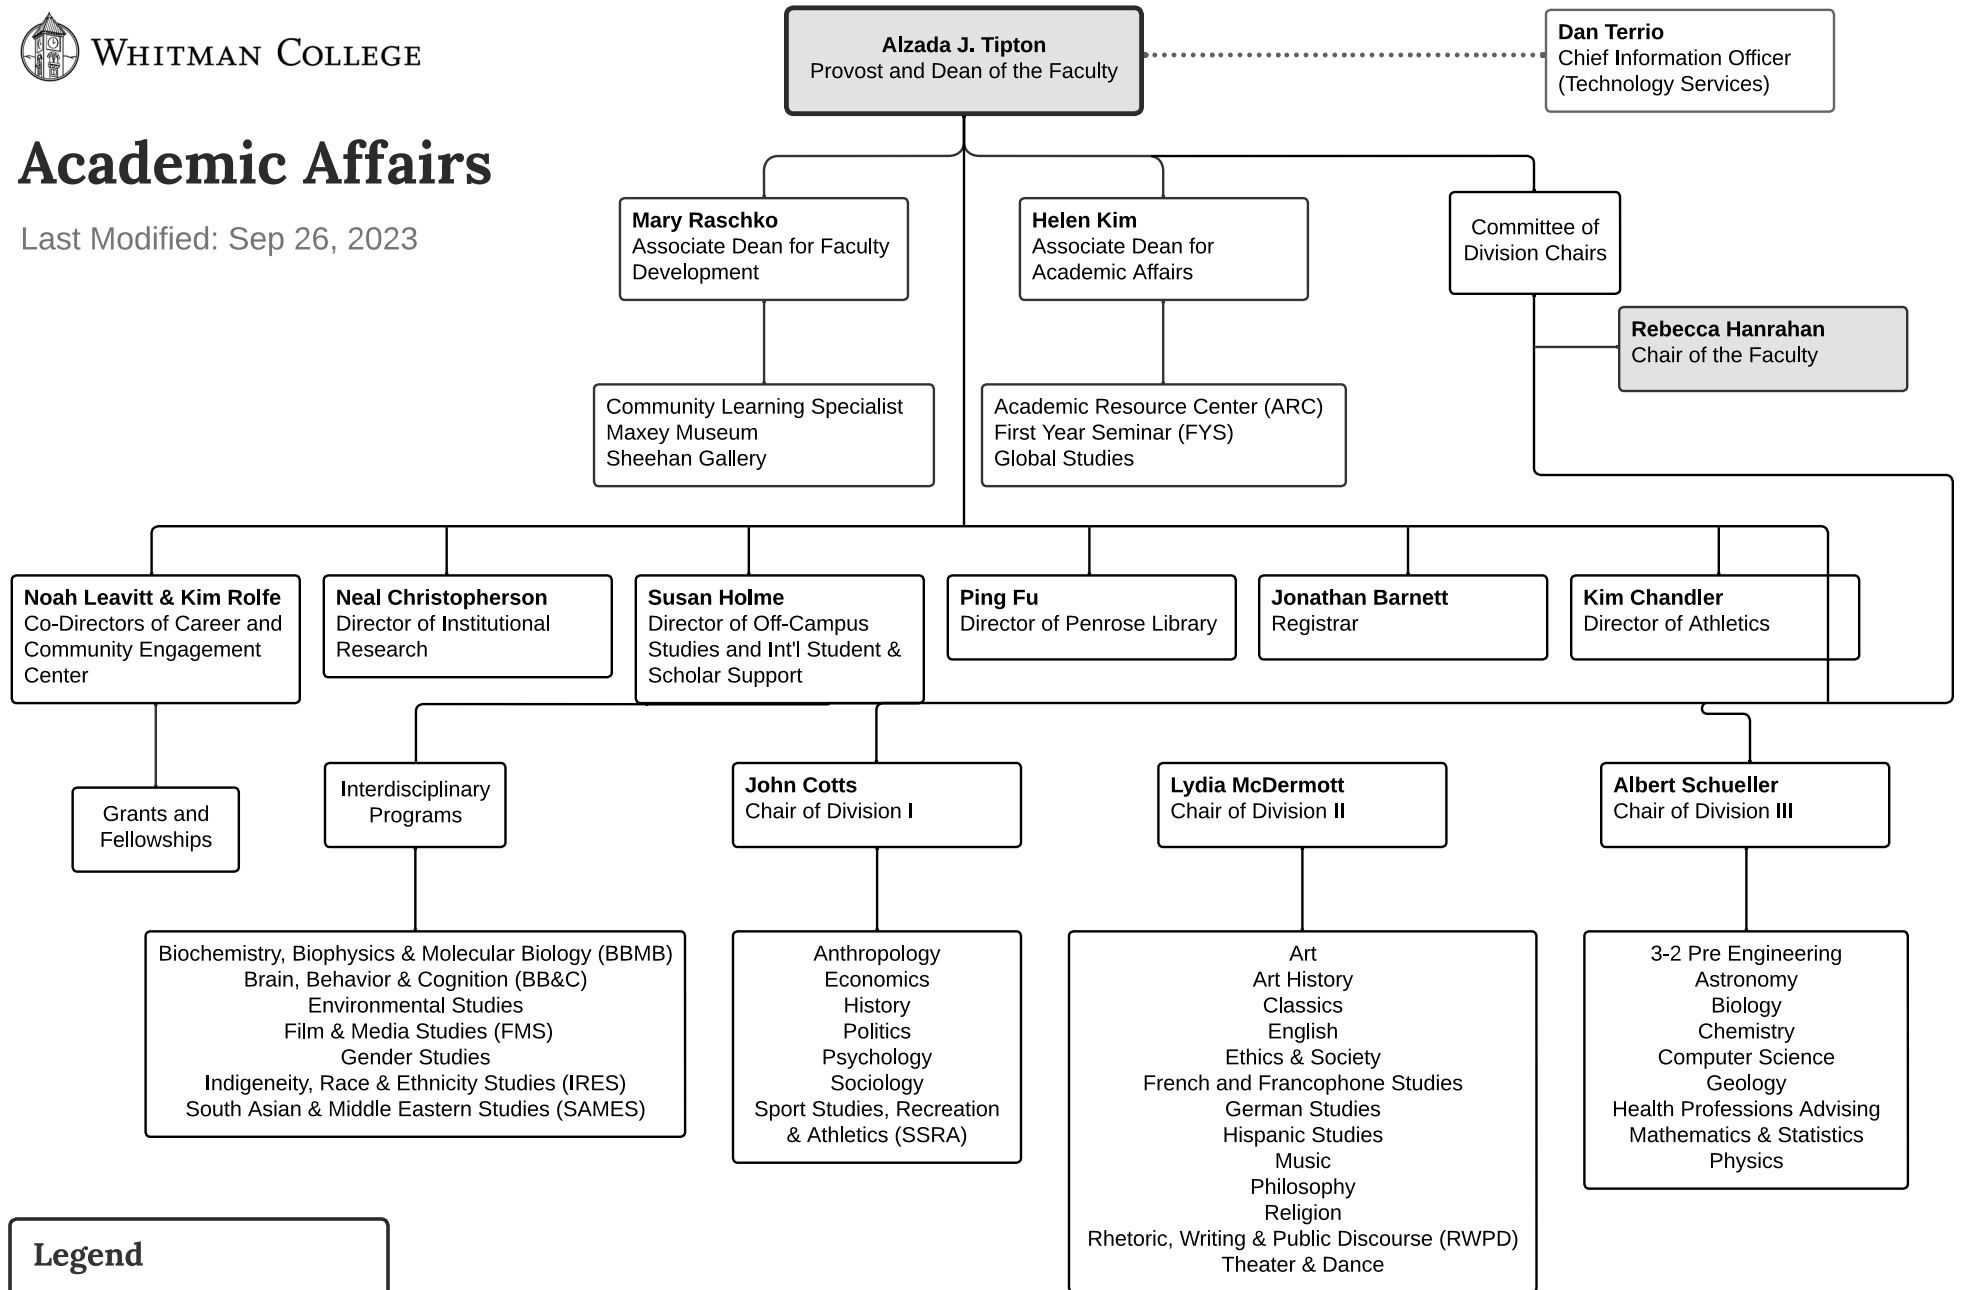 WHITMAN COLLEGE
Academic Affairs
Last Modified: Sep 26, 2023
Alzada J. Tipton
Provost and Dean of the Faculty
Dan Terrio
Chief Information Officer
(Technology Services)
Mary Raschko
Associate Dean for Faculty
Development
Helen Kim
Associate Dean for
Academic Affairs
Committee of
Division Chairs
Rebecca Hanrahan
Chair of the Faculty
Community Learning Specialist
Maxey Museum
Sheehan Gallery
Academic Resource Center (ARC)
First Year Seminar (FYS)
Global Studies
Noah Leavitt & Kim Rolfe
Co-Directors of Career and
Community Engagement
Center
Neal Christopherson
Director of Institutional
Research
Susan Holme
Director of Off-Campus
Studies and Int'l Student &
Scholar Support
Ping Fu
Director of Penrose Library
Jonathan Barnett
Registrar
Kim Chandler
Director of Athletics
Grants and
Fellowships
Interdisciplinary
Programs
John Cotts
Chair of Division I
Lydia McDermott
Chair of Division II
Albert Schueller
Chair of Division III
Biochemistry, Biophysics & Molecular Biology (BBMB)
Brain, Behavior & Cognition (BB&C)
Environmental Studies
Film & Media Studies (FMS)
Gender Studies
Indigeneity, Race & Ethnicity Studies (IRES)
South Asian & Middle Eastern Studies (SAMES)
Anthropology
Economics
History
Politics
Psychology
Sociology
Sport Studies, Recreation
& Athletics (SSRA)
Art
Art History
Classics
English
Ethics & Society
French and Francophone Studies
German Studies
Hispanic Studies
Music
Philosophy
Religion
Rhetoric, Writing & Public Discourse (RWPD)
Theater & Dance
3-2 Pre Engineering
Astronomy
Biology
Chemistry
Computer Science
Geology
Health Professions Advising
Mathematics & Statistics
Physics
Legend